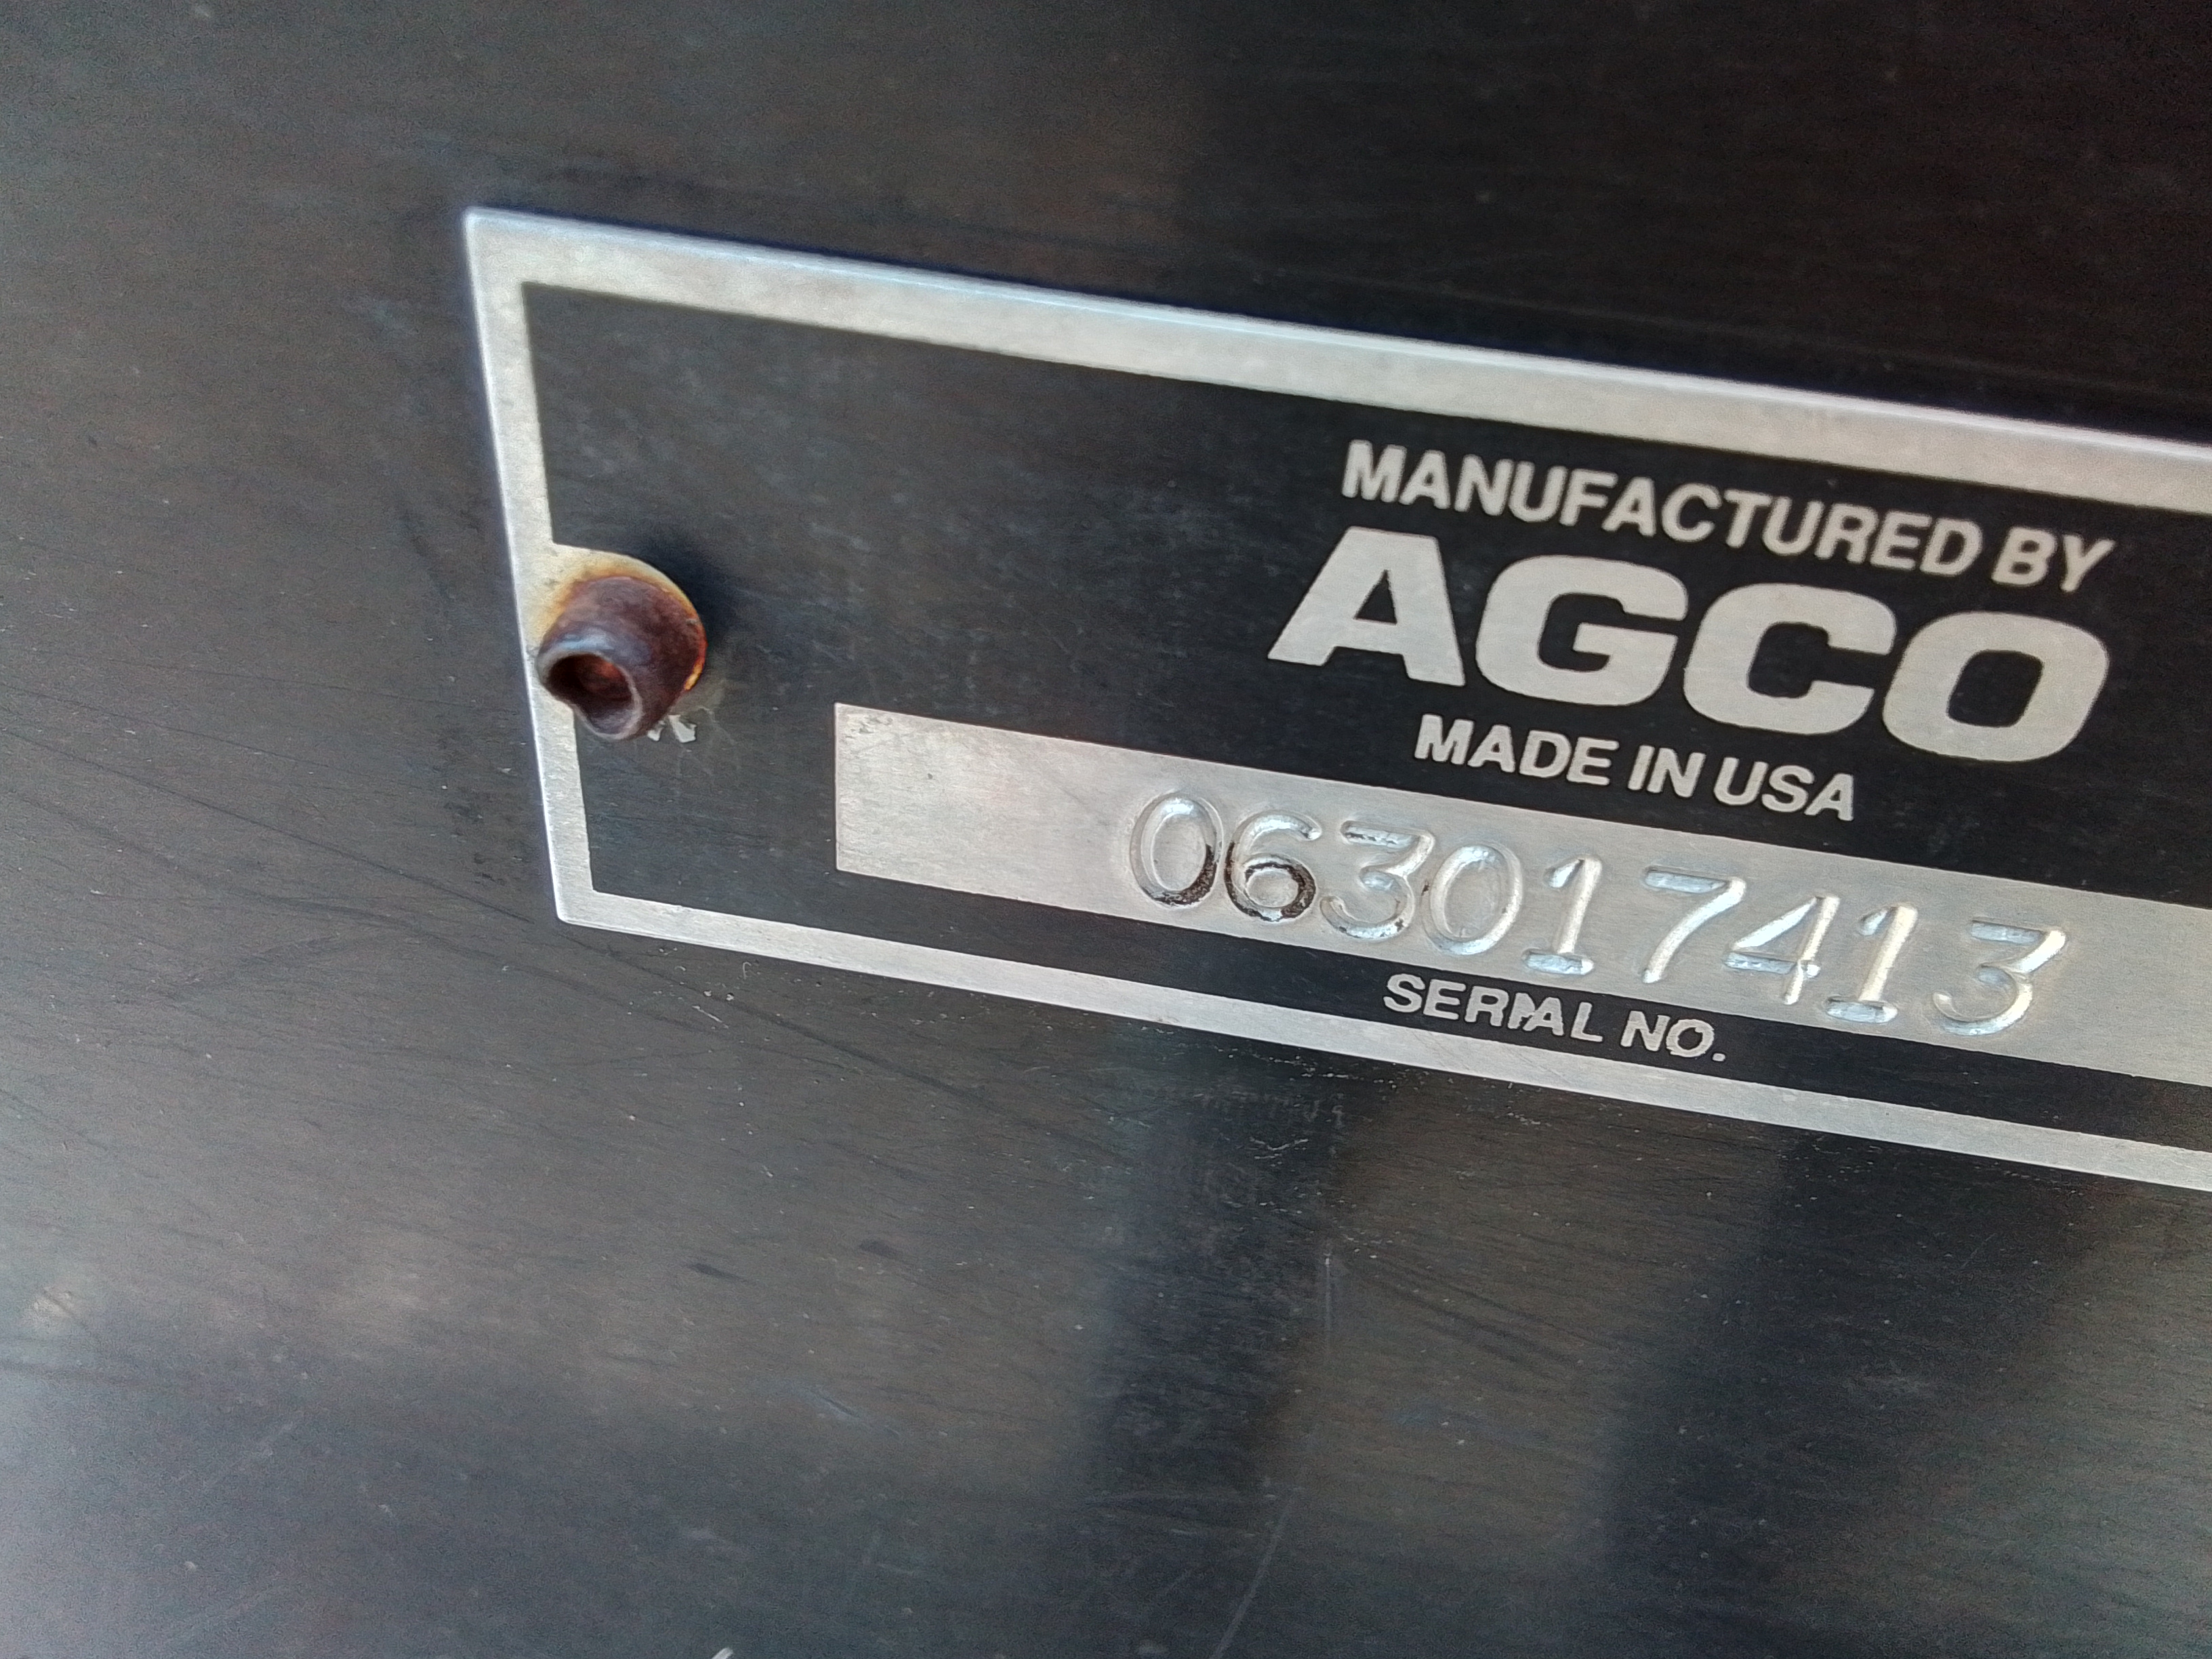 MANUFACTURED BY
AGCO
MADE IN USA
063017413
SERIAL NO.